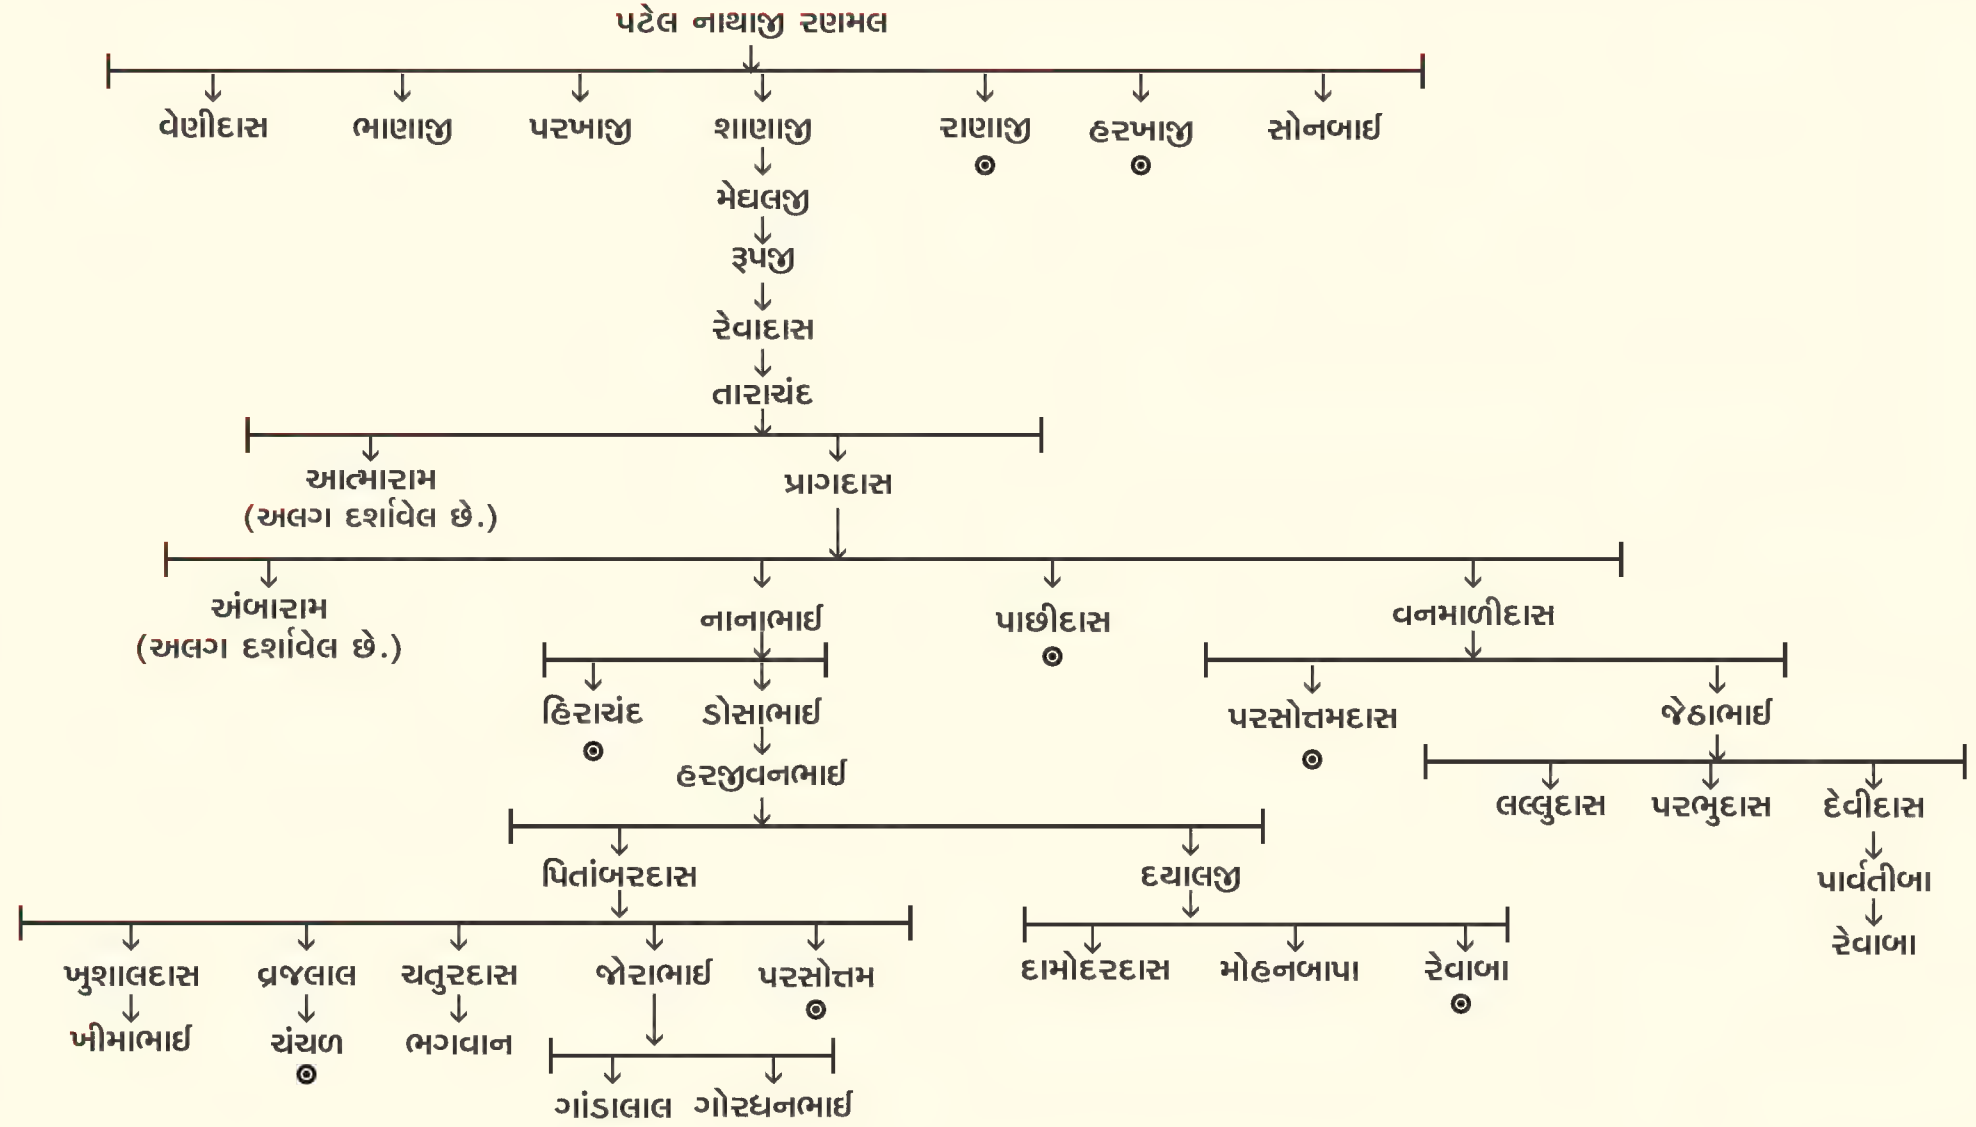 પટેલ નાથાજી રણમલ
વેણીદાસ ભાણાજી પરખાજી શાણાજી રાણાજી હરખાજી સોનબાઈ
મેઘલજી
રૂપજી
રેવાદાસ
તારાચંદ
આત્મારામ પ્રાગદાસ
(અલગ દર્શાવેલ છે.)
અંબારામ નાનાભાઈ પાછીદાસ વનમાળીદાસ
(અલગ દર્શાવેલ છે.)
હિરાચંદ ડોસાભાઈ પરસોત્તમદાસ જેઠાભાઈ
હરજીવનભાઈ
લલ્લુદાસ પરભુદાસ દેવીદાસ
પિતાંબરદાસ દયાલજી પાર્વતીબા
રેવાબા
ખુશાલદાસ વ્રજલાલ ચતુરદાસ જોરાભાઈ પરસોત્તમ દામોદરદાસ મોહનબાપા રેવાબા
ખીમાભાઈ ચંચળ ભગવાન
ગાંડાલાલ ગોરધનભાઈ